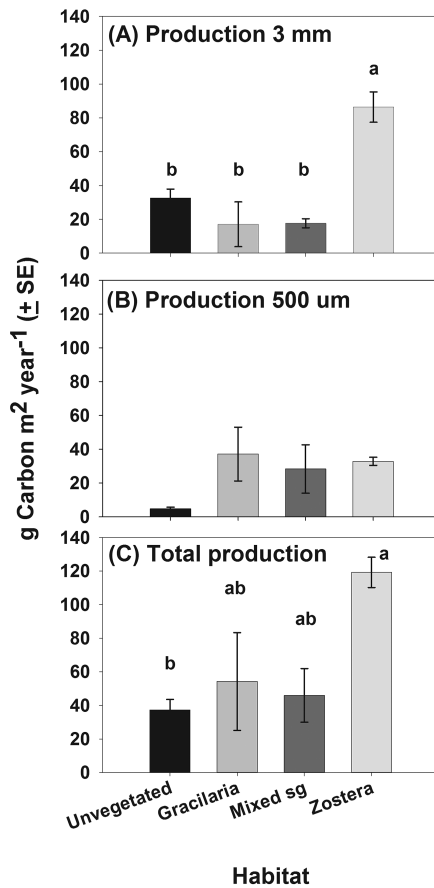 (A) Production 3 mm
140
120
100
80
60
40
20
0
b
b
b
a
(B) Production 500 um
140
120
100
80
60
40
20
0
(C) Total production
140
120
100
80
60
40
20
0
b
ab
ab
a
g Carbon m² year⁻¹ (± SE)
Unvegetated
Gracilaria
Mixed sg
Zostera
Habitat